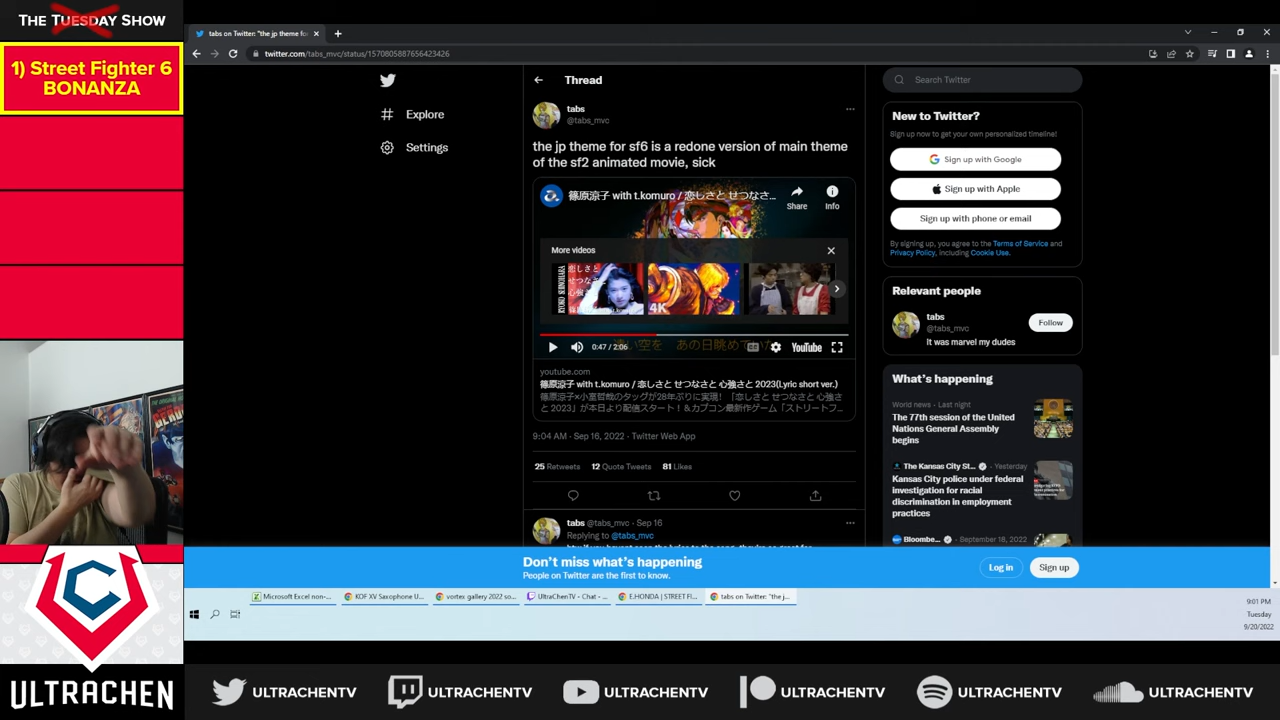 THE TUESDAY SHOW
1) Street Fighter 6
BONANZA
tabs on Twitter: "the jp theme fo
twitter.com/tabs_mvc/status/1570805887656423426
Explore
Settings
Thread
tabs
@tabs_mvc
the jp theme for sf6 is a redone version of main theme
of the sf2 animated movie, sick
篠原涼子 with t.komuro / 恋しさと せつなさ...
Share
Info
More videos
恋しさと
せつなさと
4K
0:47 / 2:06
YouTube
youtube.com
篠原涼子 with t.komuro / 恋しさと せつなさと 心強さと 2023(Lyric short ver.)
篠原涼子×小室哲哉のタッグが28年ぶりに実現! 「恋しさと せつなさと 心強さ
と 2023」が本日より配信スタート!&カプコン最新作ゲーム「ストリートフ...
9:04 AM · Sep 16, 2022 · Twitter Web App
25 Retweets 12 Quote Tweets 81 Likes
tabs @tabs_mvc · Sep 16
Replying to @tabs_mvc
Search Twitter
New to Twitter?
Sign up now to get your own personalized timeline!
Sign up with Google
Sign up with Apple
Sign up with phone or email
By signing up, you agree to the Terms of Service and
Privacy Policy, including Cookie Use.
Relevant people
tabs
@tabs_mvc
It was marvel my dudes
Follow
What's happening
World news · Last night
The 77th session of the United
Nations General Assembly
begins
The Kansas City St... · Yesterday
Kansas City police under federal
investigation for racial
discrimination in employment
practices
Bloombe... · September 18, 2022
Don't miss what's happening
People on Twitter are the first to know.
Log in
Sign up
Microsoft Excel non-...
KOF XV Saxophone U...
vortex gallery 2022 so...
UltraChenTV - Chat - ...
E.HONDA | STREET FI...
tabs on Twitter: "the j...
9:01 PM
Tuesday
9/20/2022
ULTRACHEN
ULTRACHENTV
ULTRACHENTV
ULTRACHENTV
ULTRACHENTV
ULTRACHENTV
ULTRACHENTV